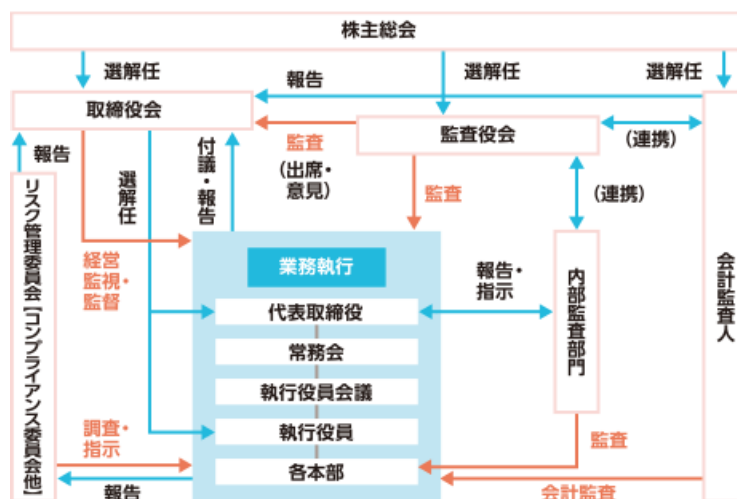 株主総会
選解任
選解任
選解任
報告
取締役会
監査役会
監査
(出席・
意見)
(連携)
報告
選解任
付議・報告
監査
(連携)
リスク管理委員会【コンプライアンス委員会他】
経営
監視・
監督
業務執行
代表取締役
常務会
執行役員会議
執行役員
各本部
報告・
指示
内部監査部門
会計監査人
調査・
指示
報告
監査
会計監査